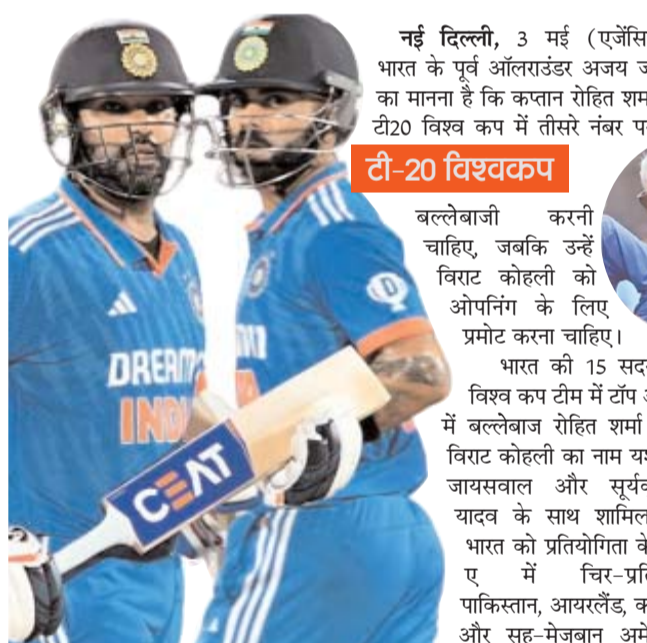 नई दिल्ली, 3 मई (एजेंसि
भारत के पूर्व ऑलराउंडर अजय ज
का मानना है कि कप्तान रोहित शर्मा
टी20 विश्व कप में तीसरे नंबर प
टी-20 विश्वकप
बल्लेबाजी करनी
चाहिए, जबकि उन्हें
विराट कोहली को
ओपनिंग के लिए
प्रमोट करना चाहिए।
भारत की 15 सद
विश्व कप टीम में टॉप
में बल्लेबाज रोहित शर्मा
विराट कोहली का नाम यश
जायसवाल और सूर्य
यादव के साथ शामिल
भारत को प्रतियोगिता के
ए में चिर-प्रति
पाकिस्तान, आयरलैंड, क
और सह-मेजबान अमे
DREAM
INDI
CEAT